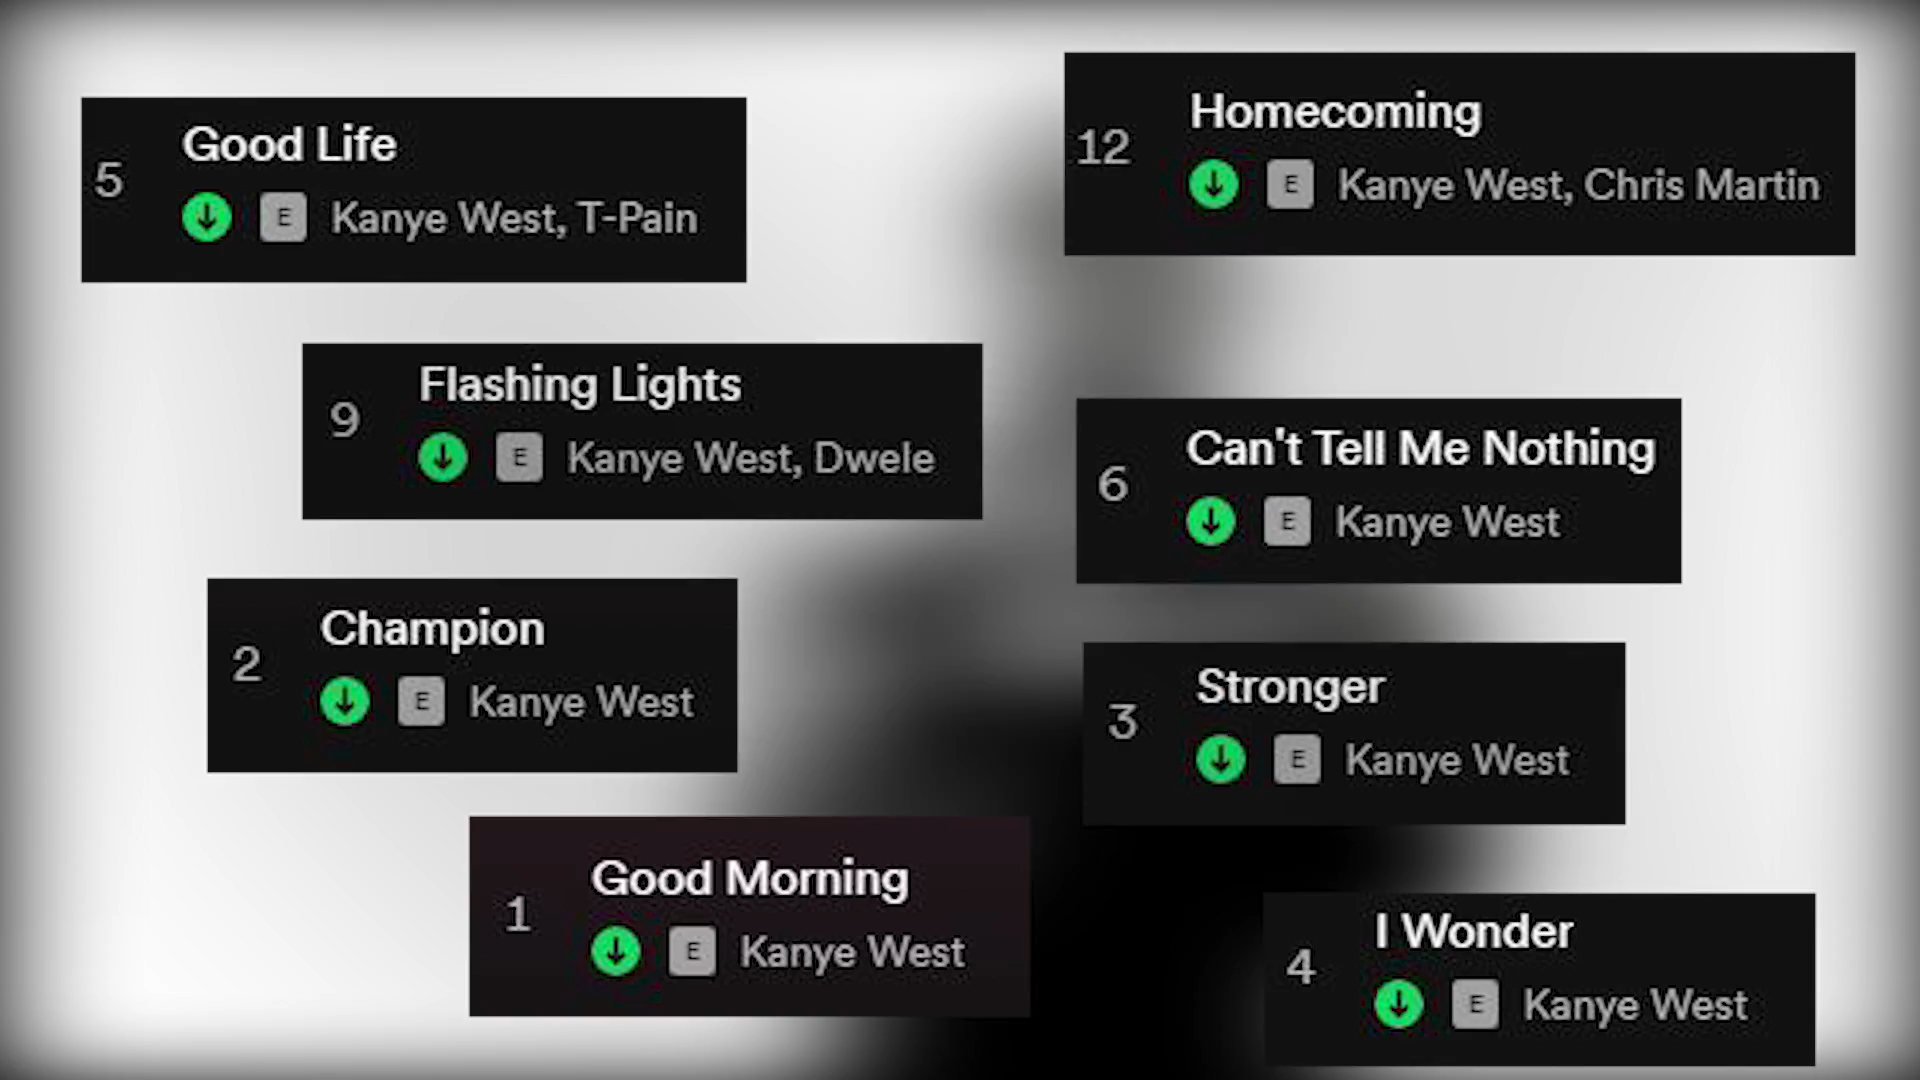 5
Good Life
E Kanye West, T-Pain
12
Homecoming
E Kanye West, Chris Martin
9
Flashing Lights
E Kanye West, Dwele
6
Can't Tell Me Nothing
E Kanye West
2
Champion
E Kanye West
3
Stronger
E Kanye West
1
Good Morning
E Kanye West
4
I Wonder
E Kanye West